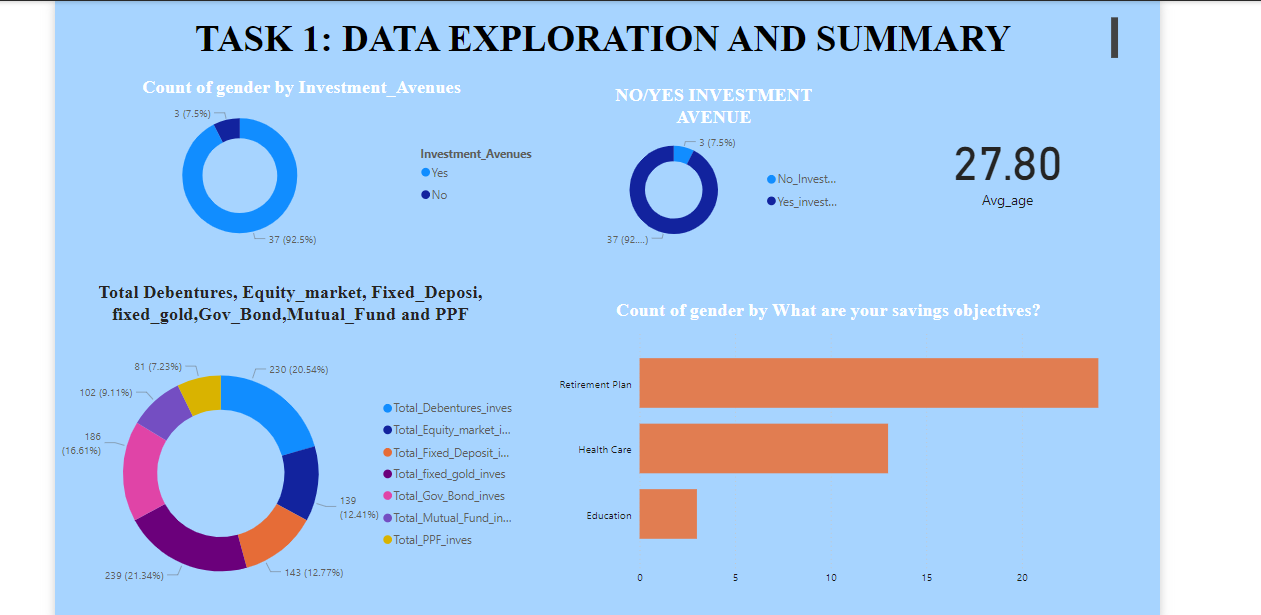 TASK 1: DATA EXPLORATION AND SUMMARY
Count of gender by Investment_Avenues
3 (7.5%)
37 (92.5%)
Investment_Avenues
Yes
No
NO/YES INVESTMENT
AVENUE
3 (7.5%)
37 (92....)
No_Invest...
Yes_invest...
27.80
Avg_age
Total Debentures, Equity_market, Fixed_Deposi,
fixed_gold,Gov_Bond,Mutual_Fund and PPF
81 (7.23%)
230 (20.54%)
102 (9.11%)
186
(16.61%)
139
(12.41%)
239 (21.34%)
143 (12.77%)
Total_Debentures_inves
Total_Equity_market_i...
Total_Fixed_Deposit_i...
Total_fixed_gold_inves
Total_Gov_Bond_inves
Total_Mutual_Fund_in...
Total_PPF_inves
Count of gender by What are your savings objectives?
Retirement Plan
Health Care
Education
0 5 10 15 20